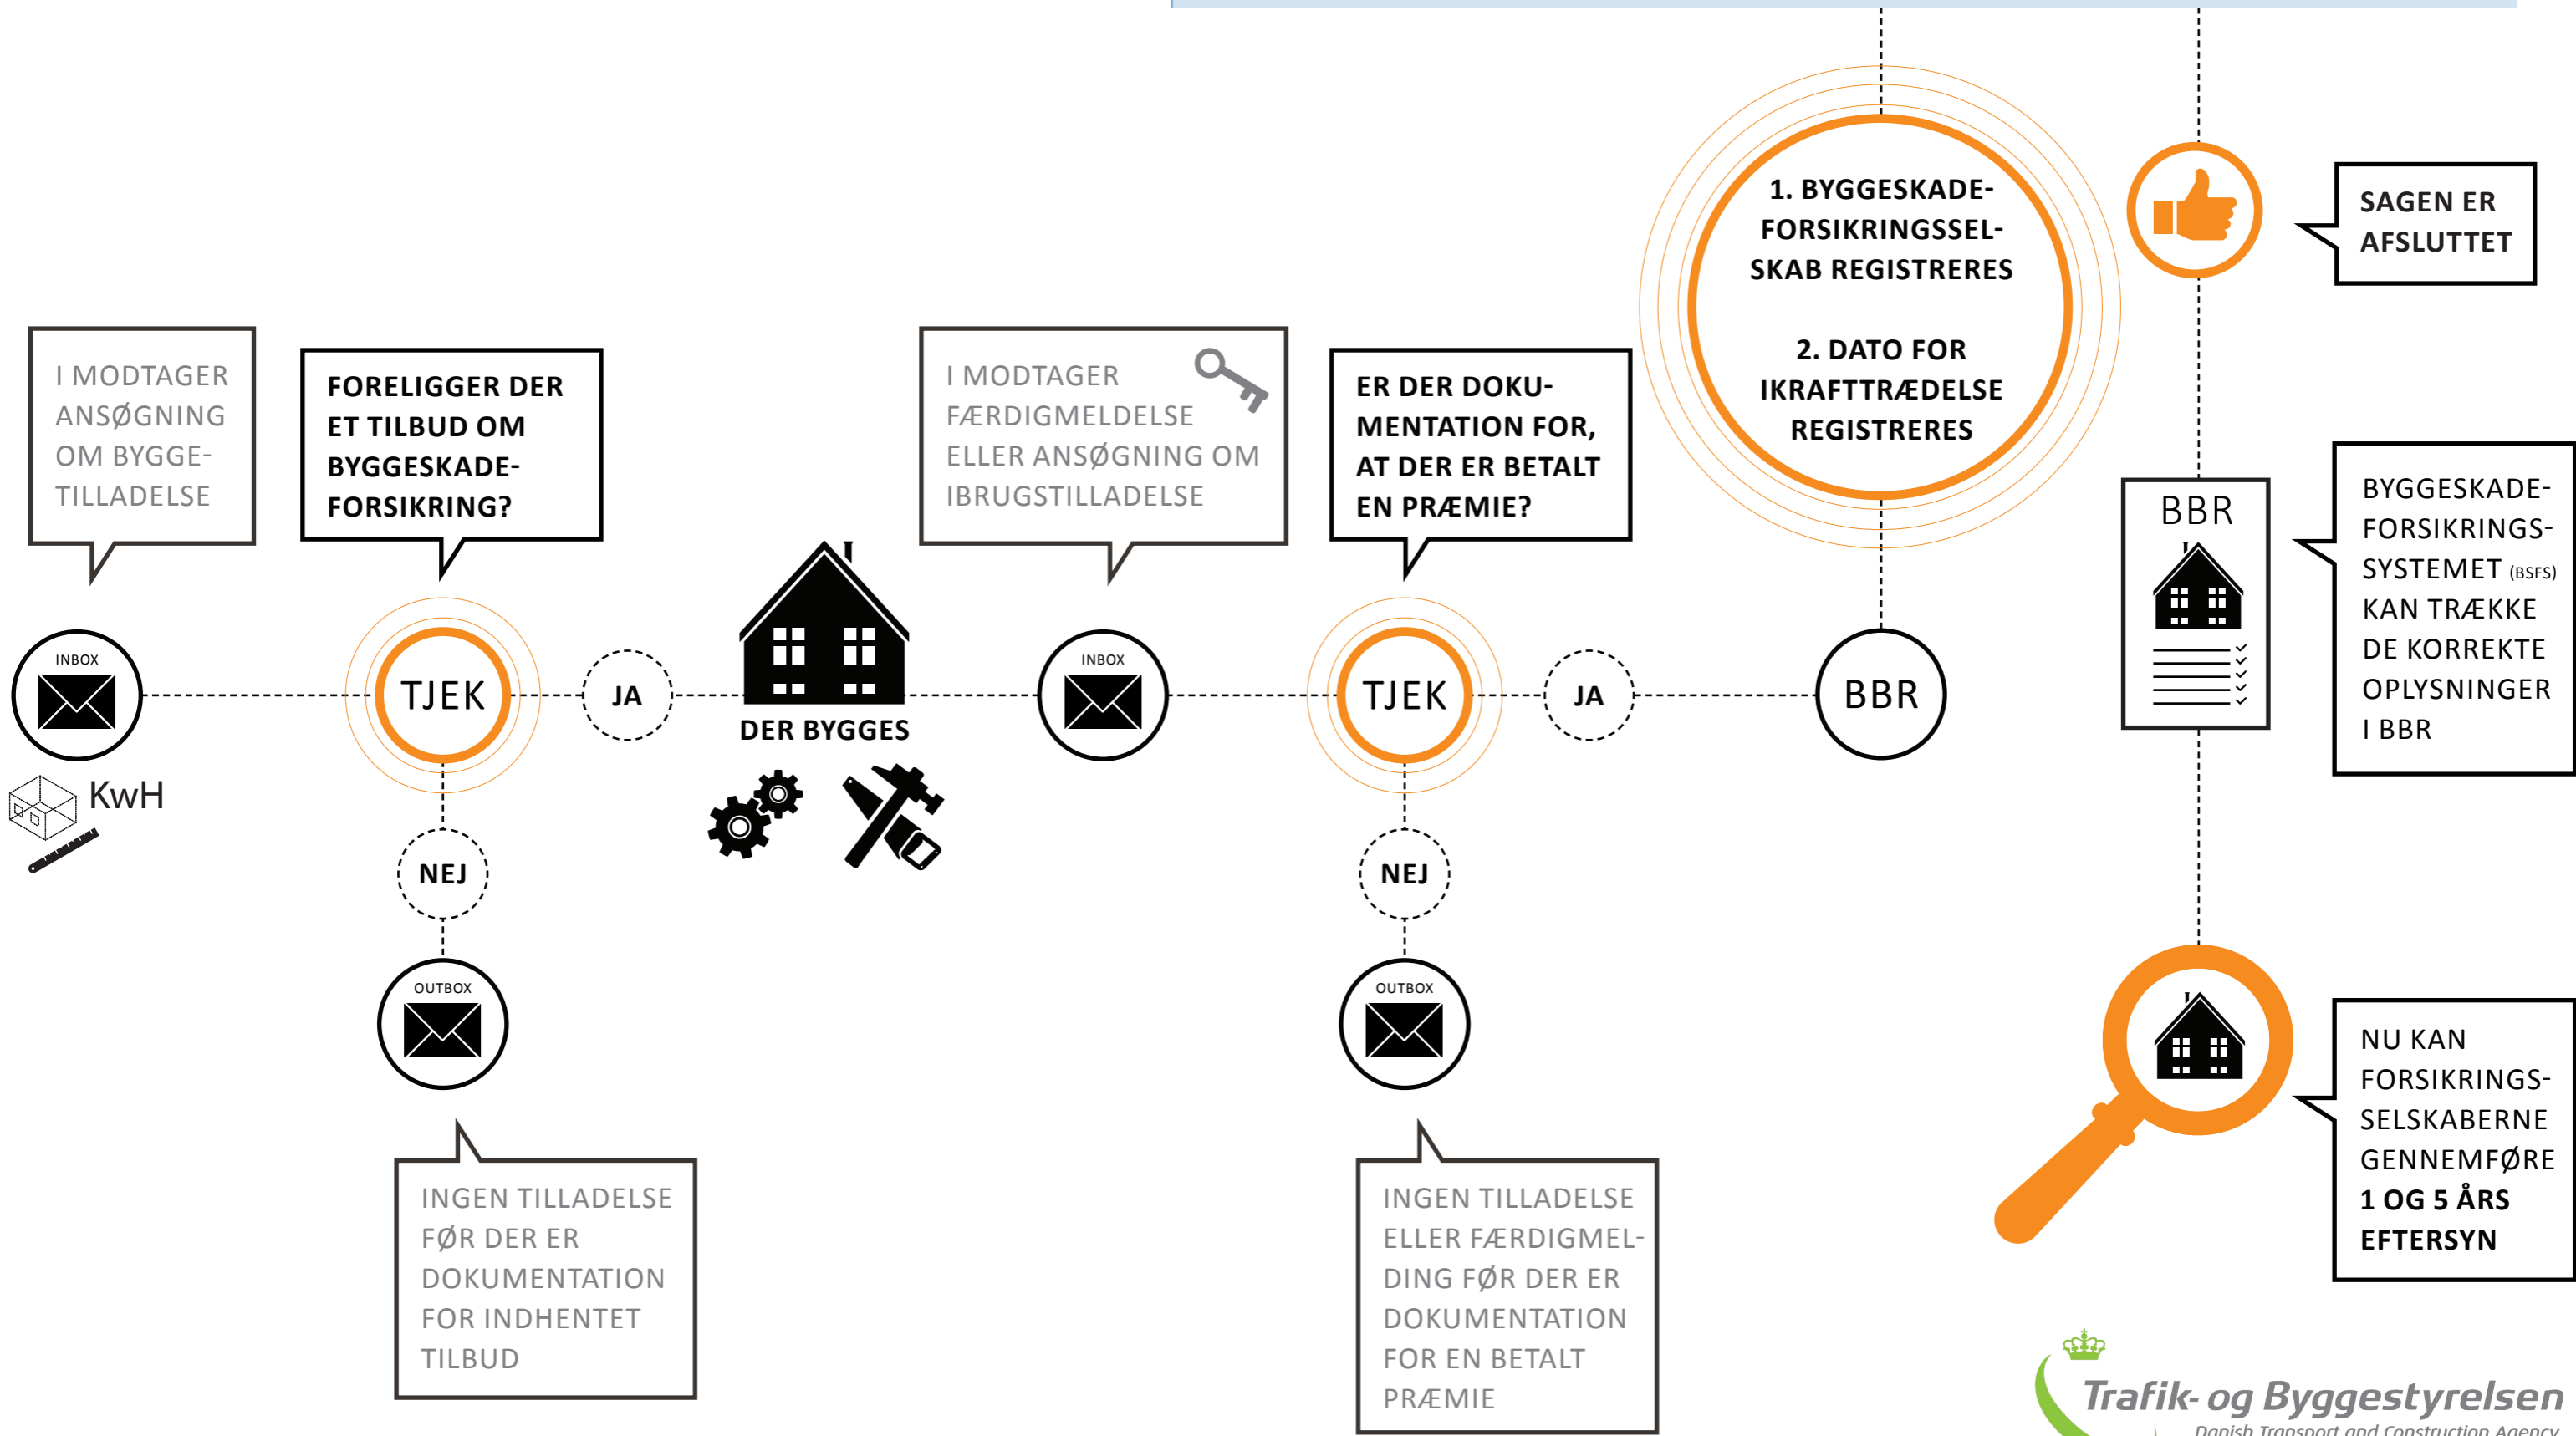 I MODTAGER
ANSØGNING
OM BYGGE-
TILLADELSE
INBOX
KwH
FORELIGGER DER
ET TILBUD OM
BYGGESKADE-
FORSIKRING?
TJEK
JA
NEJ
OUTBOX
INGEN TILLADELSE
FØR DER ER
DOKUMENTATION
FOR INDHENTET
TILBUD
DER BYGGES
I MODTAGER
FÆRDIGMELDELSE
ELLER ANSØGNING OM
IBRUGSTILLADELSE
INBOX
ER DER DOKU-
MENTATION FOR,
AT DER ER BETALT
EN PRÆMIE?
TJEK
JA
NEJ
OUTBOX
INGEN TILLADELSE
ELLER FÆRDIGMEL-
DING FØR DER ER
DOKUMENTATION
FOR EN BETALT
PRÆMIE
BBR
1. BYGGESKADE-
FORSIKRINGSSEL-
SKAB REGISTRERES
2. DATO FOR
IKRAFTTRÆDELSE
REGISTRERES
SAGEN ER
AFSLUTTET
BBR
BYGGESKADE-
FORSIKRINGS-
SYSTEMET (BSFS)
KAN TRÆKKE
DE KORREKTE
OPLYSNINGER
I BBR
NU KAN
FORSIKRINGS-
SELSKABERNE
GENNEMFØRE
1 OG 5 ÅRS
EFTERSYN
Trafik- og Byggestyrelsen
Danish Transport and Construction Agency